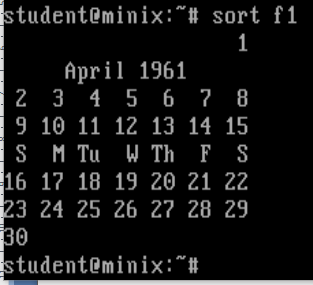 student@minix:~# sort f1
                   1
     April 1961
 2  3  4  5  6  7  8
 9 10 11 12 13 14 15
 S  M Tu  W Th  F  S
16 17 18 19 20 21 22
23 24 25 26 27 28 29
30
student@minix:~#